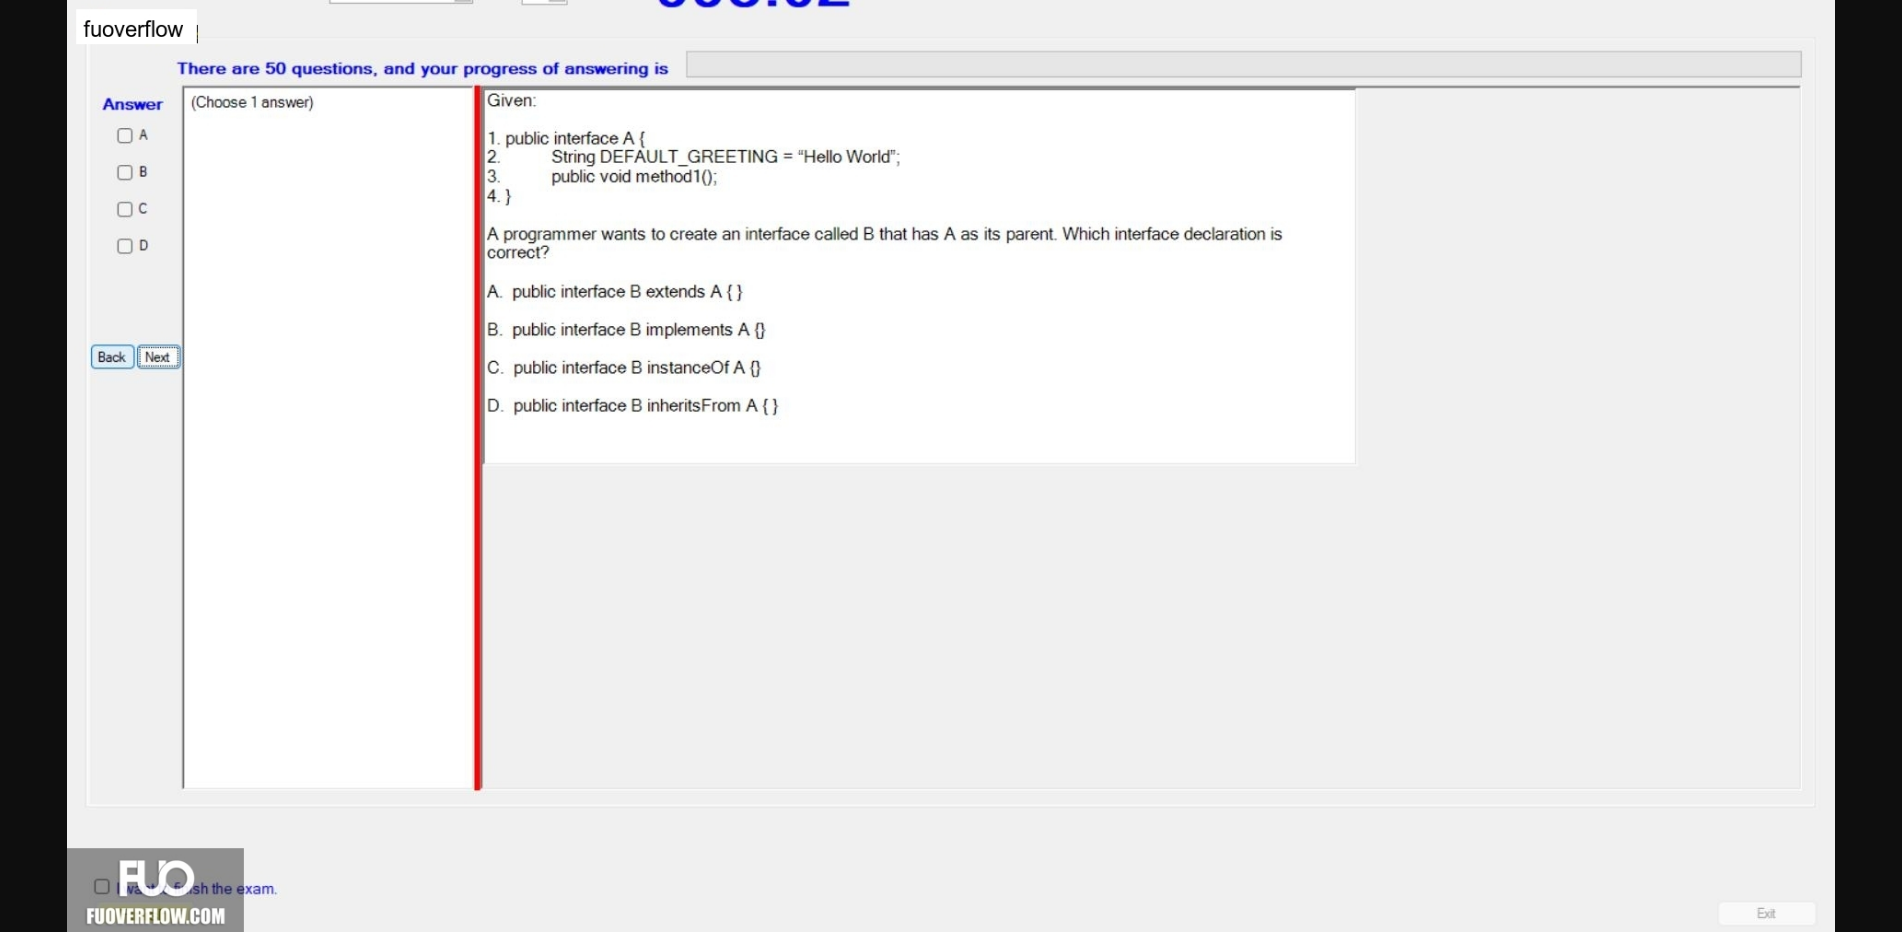 fuoverflow
There are 50 questions, and your progress of answering is
Answer
(Choose 1 answer)
A
B
C
D
Back
Next
Given:
1. public interface A {
2. String DEFAULT_GREETING = “Hello World”;
3. public void method1();
4. }
A programmer wants to create an interface called B that has A as its parent. Which interface declaration is
correct?
A. public interface B extends A { }
B. public interface B implements A {}
C. public interface B instanceOf A {}
D. public interface B inheritsFrom A { }
FUO
sh the exam.
FUOVERFLOW.COM
Exit